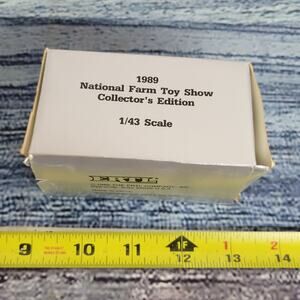 1989
National Farm Toy Show
Collector's Edition
1/43 Scale
ERTL
9 10 11 1F 1 2
12 13 14